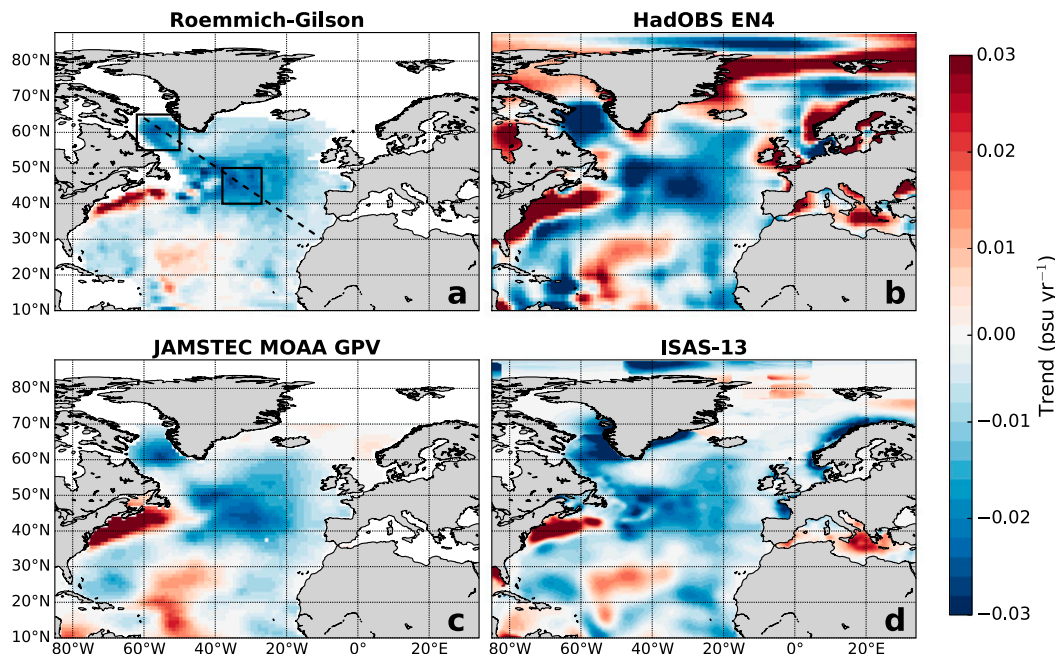 Roemmich-Gilson
HadOBS EN4
80°N
70°N
60°N
50°N
40°N
30°N
20°N
10°N
a
b
0.03
0.02
0.01
0.00
−0.01
−0.02
−0.03
Trend (psu yr⁻¹)
JAMSTEC MOAA GPV
ISAS-13
80°N
70°N
60°N
50°N
40°N
30°N
20°N
10°N
c
d
80°W 60°W 40°W 20°W 0° 20°E
80°W 60°W 40°W 20°W 0° 20°E